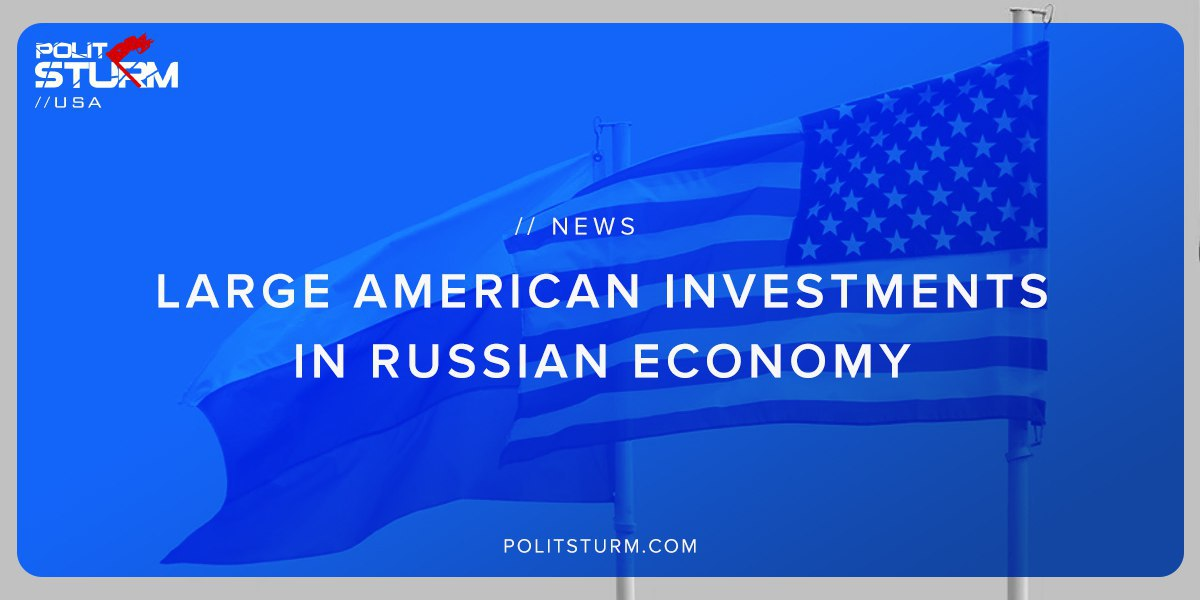 POLIT
STURM
//USA
// NEWS
LARGE AMERICAN INVESTMENTS
IN RUSSIAN ECONOMY
POLITSTURM.COM